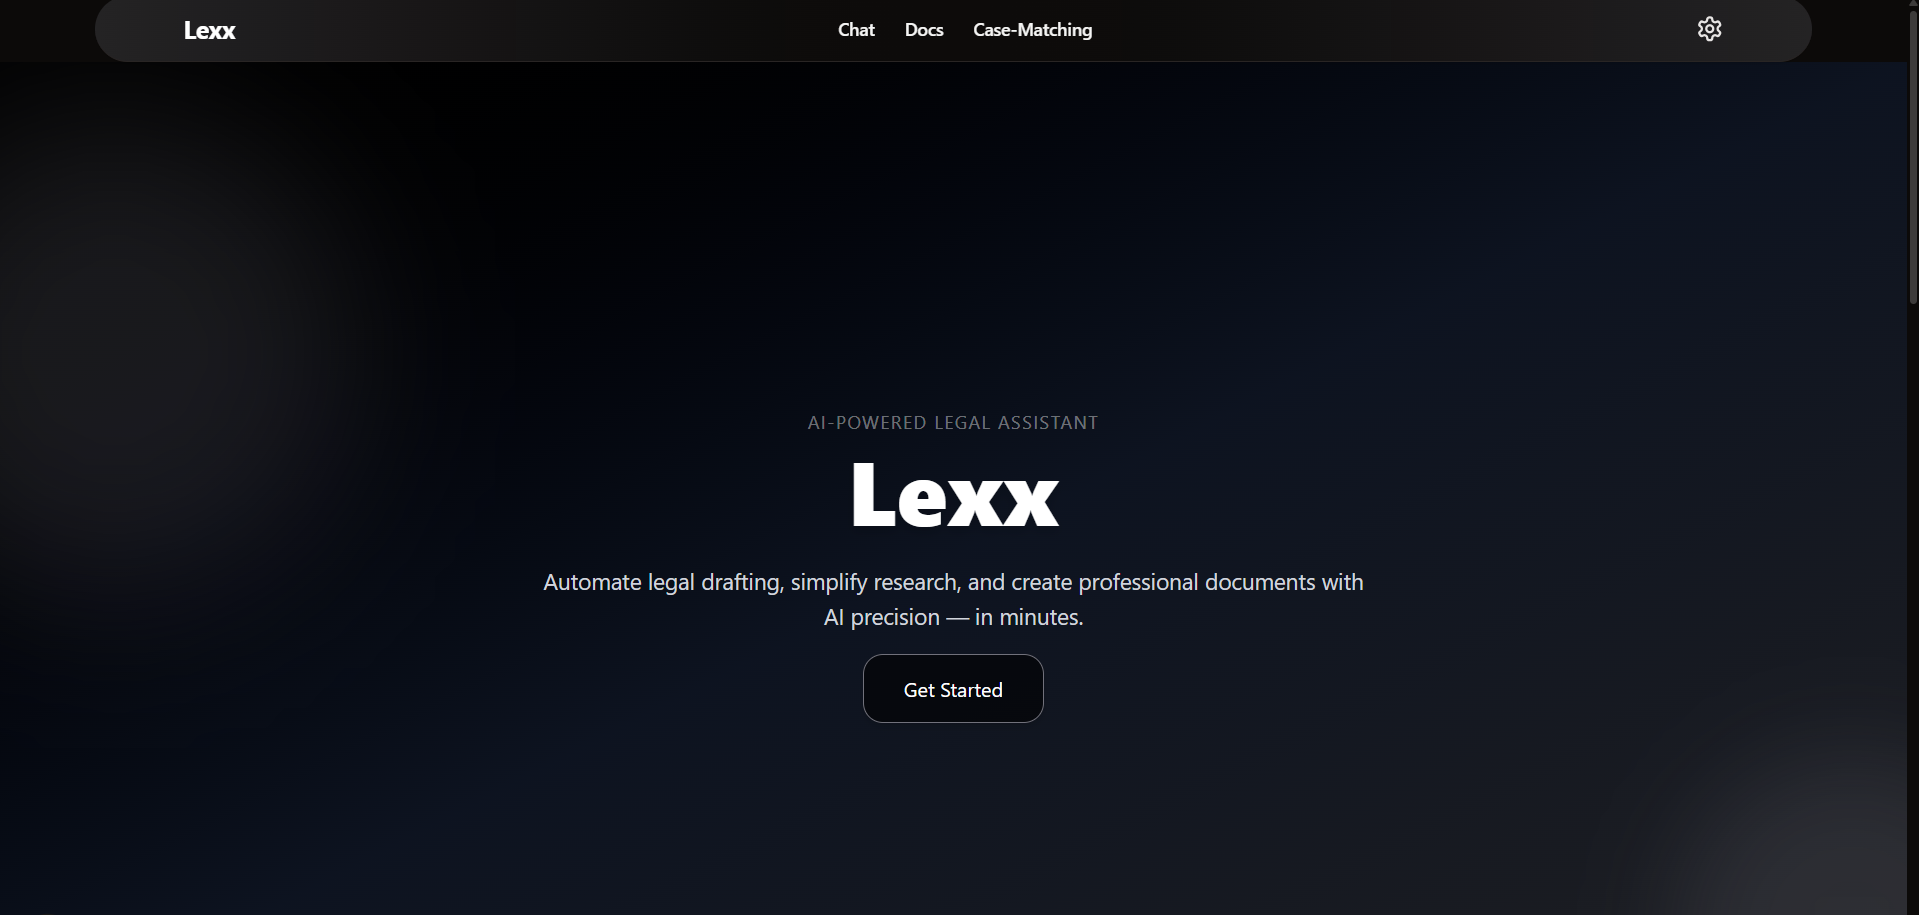 Lexx
Chat Docs Case-Matching
AI-POWERED LEGAL ASSISTANT
Lexx
Automate legal drafting, simplify research, and create professional documents with
AI precision — in minutes.
Get Started